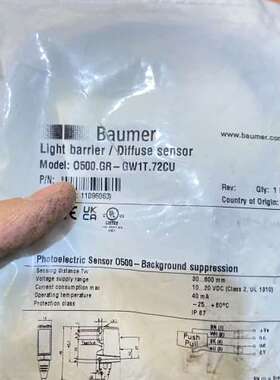 Baumer
Light barrier / Diffuse sensor
www.baumer.com
Model: O500.GR-GW1T.72CU
P/N:
11096063
Rev:
Qty: 1
Country of Origin:
CE UK CA
Photoelectric Sensor O500-Background suppression
Sensing distance Tw
30...600 mm
Voltage supply range
10...30 VDC (Class 2, UL 1310)
Current consumption max
40 mA
Operating temperature
-25...+60°C
Protection class
IP 67
Push
Pull
+Vs